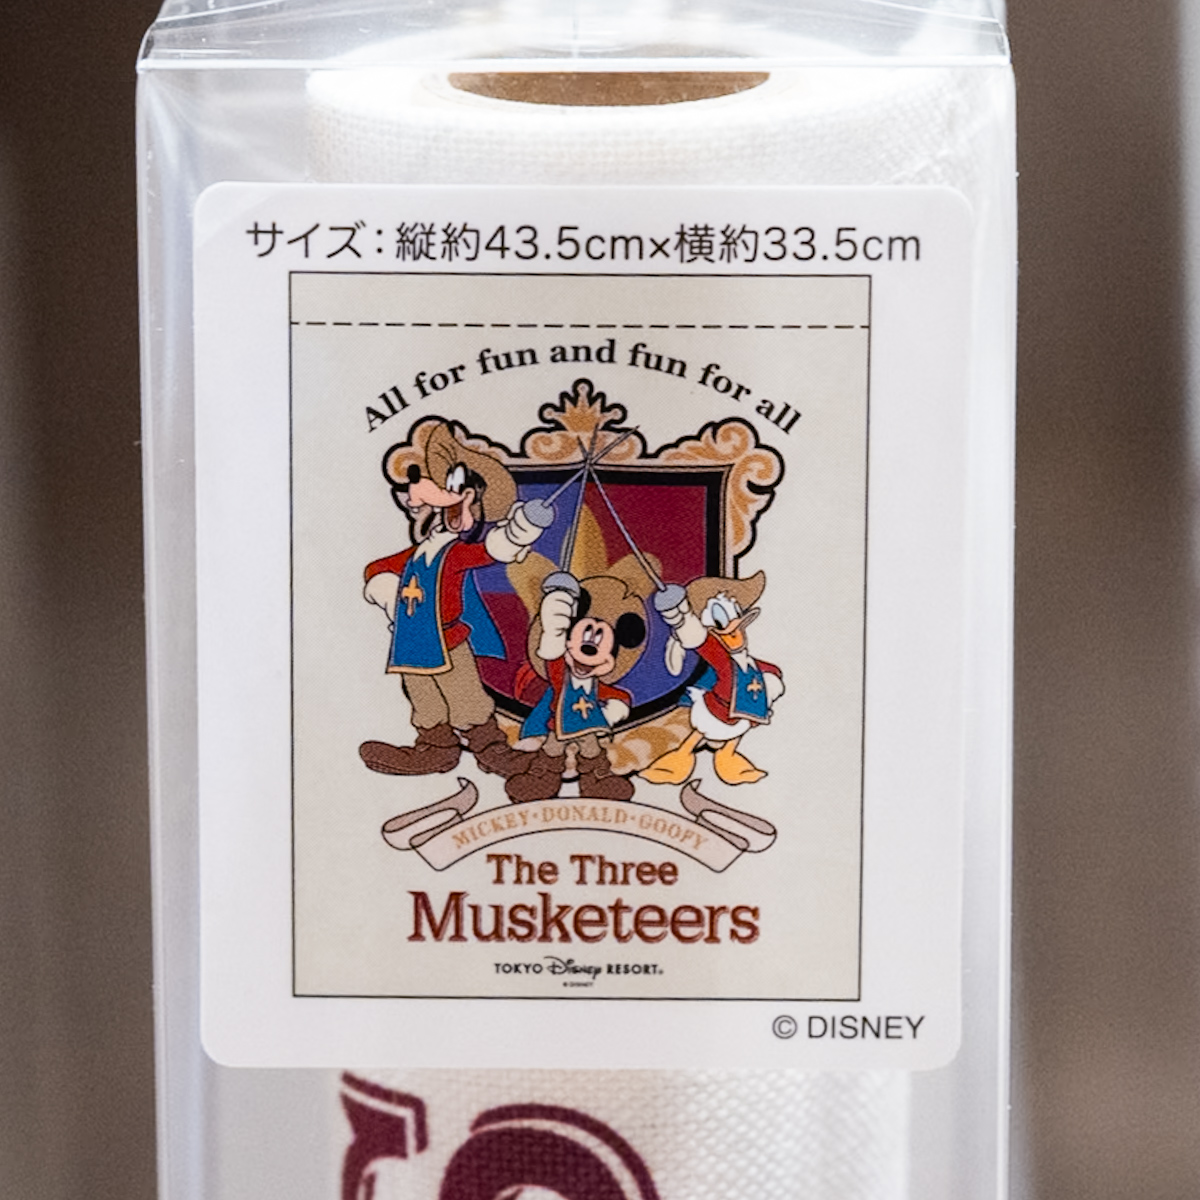 サイズ：縦約43.5cm×横約33.5cm
All for fun and fun for all
MICKEY·DONALD·GOOFY
The Three
Musketeers
TOKYO Disney RESORT®
© DISNEY
© DISNEY